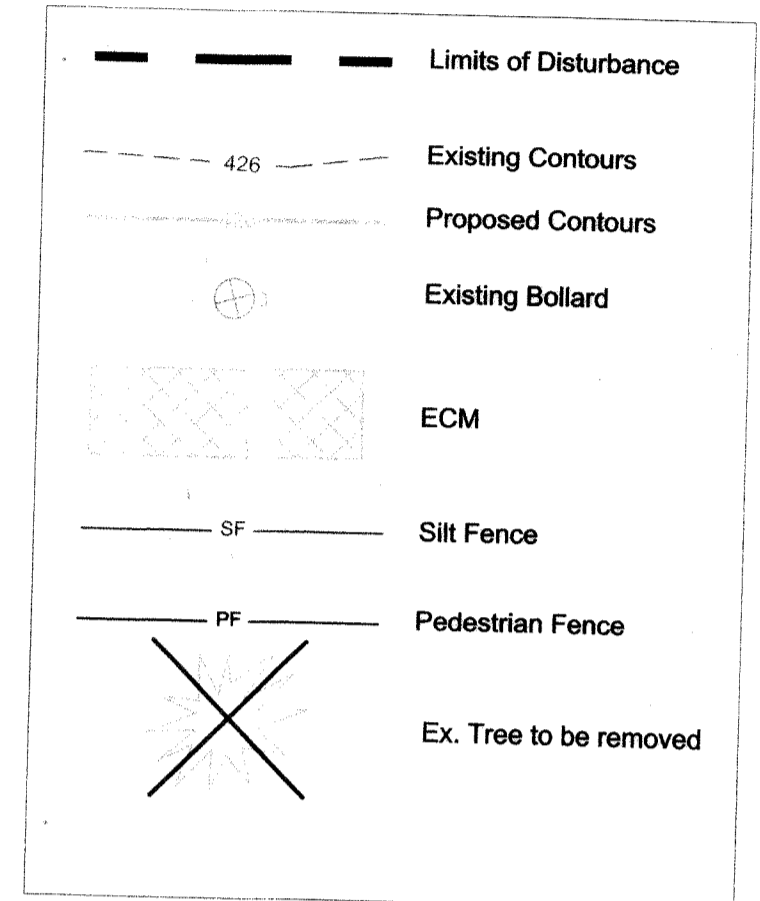 Limits of Disturbance
426 Existing Contours
Proposed Contours
Existing Bollard
ECM
SF Silt Fence
PF Pedestrian Fence
Ex. Tree to be removed